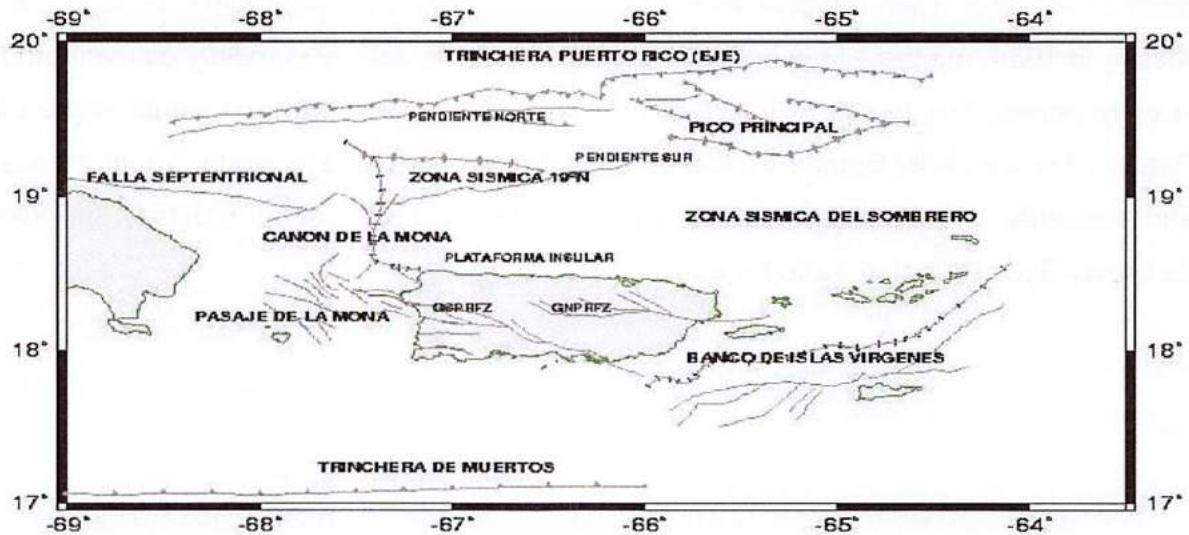 -69° -68° -67° -66° -65° -64°
20° 20°
TRINCHERA PUERTO RICO (EJE)
PENDIENTE NORTE
PICO PRINCIPAL
PENDIENTE SUR
FALLA SEPTENTRIONAL ZONA SISMICA 19°N
19° 19°
ZONA SISMICA DEL SOMBRERO
CANON DE LA MONA
PLATAFORMA INSULAR
GSPRFZ GNPRFZ
PASAJE DE LA MONA
18° 18°
BANCO DE ISLAS VIRGENES
TRINCHERA DE MUERTOS
17° 17°
-69° -68° -67° -66° -65° -64°